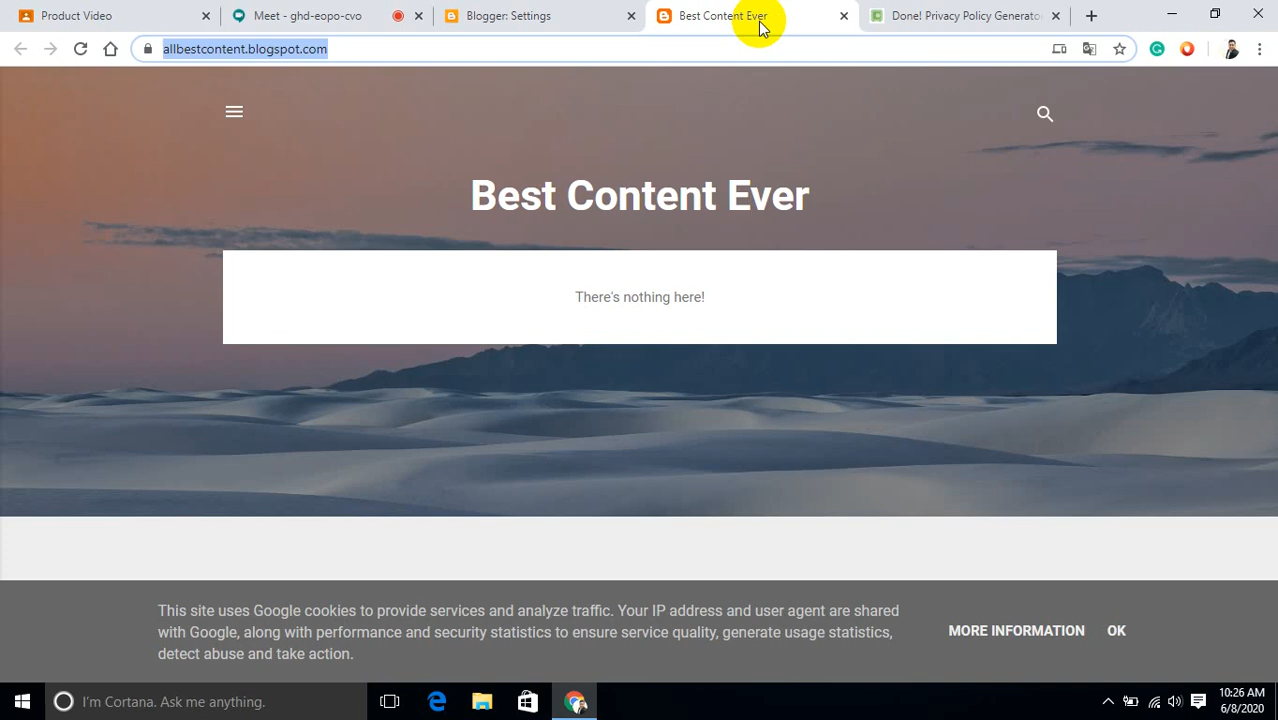 Product Video
Meet - ghd-eopo-cvo
Blogger: Settings
Best Content Ever
Done! Privacy Policy Generato
allbestcontent.blogspot.com
Best Content Ever
There's nothing here!
This site uses Google cookies to provide services and analyze traffic. Your IP address and user agent are shared
with Google, along with performance and security statistics to ensure service quality, generate usage statistics,
detect abuse and take action.
MORE INFORMATION
OK
I'm Cortana. Ask me anything.
10:26 AM
6/8/2020